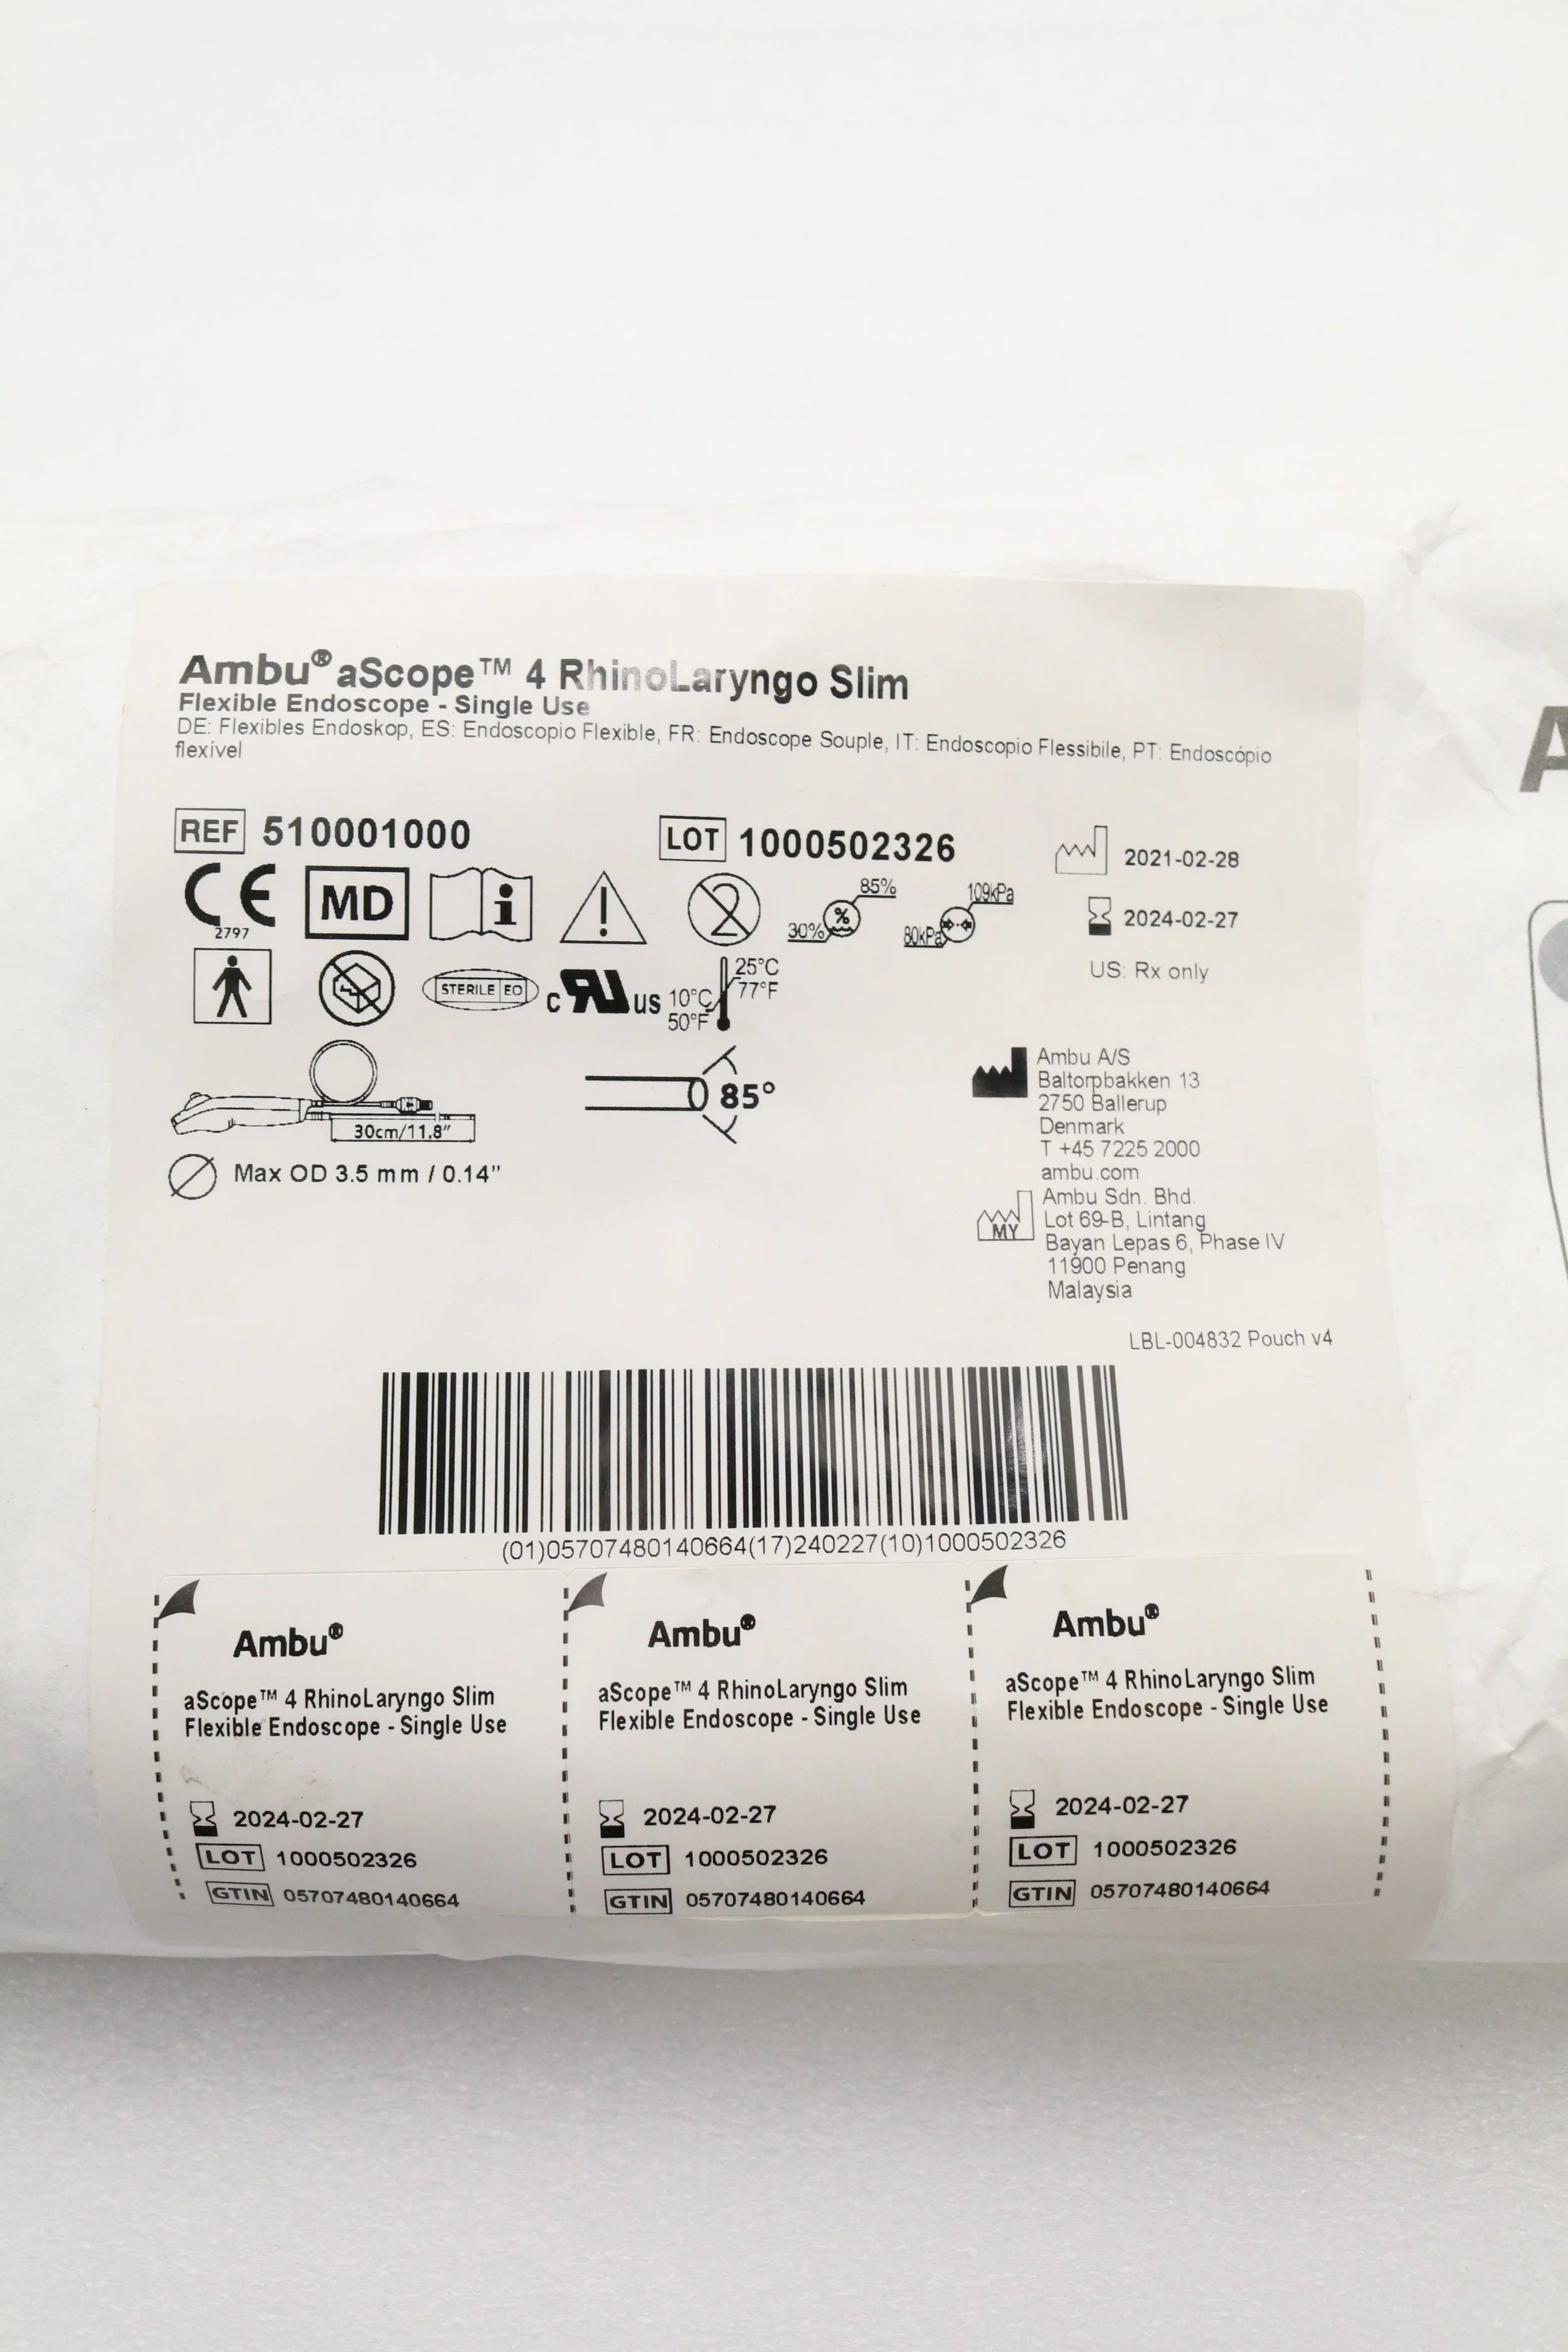 Ambu® aScope™ 4 RhinoLaryngo Slim
Flexible Endoscope - Single Use
DE: Flexibles Endoskop, ES: Endoscopio Flexible, FR: Endoscope Souple, IT: Endoscopio Flessibile, PT: Endoscópio
flexível
REF 510001000
LOT 1000502326
2021-02-28
CE MD i 2 % 85%
30%
109kPa
80kPa
2797
2024-02-27
US: Rx only
STERILE EO
c RU us
25°C
77°F
10°C
50°F
30cm/11.8”
85°
Max OD 3.5 mm / 0.14”
Ambu A/S
Baltorpbakken 13
2750 Ballerup
Denmark
T +45 7225 2000
ambu.com
MY
Ambu Sdn. Bhd.
Lot 69-B, Lintang
Bayan Lepas 6, Phase IV
11900 Penang
Malaysia
LBL-004832 Pouch v4
(01)05707480140664(17)240227(10)1000502326
Ambu®
aScope™ 4 RhinoLaryngo Slim
Flexible Endoscope - Single Use
2024-02-27
LOT 1000502326
GTIN 05707480140664
Ambu®
aScope™ 4 RhinoLaryngo Slim
Flexible Endoscope - Single Use
2024-02-27
LOT 1000502326
GTIN 05707480140664
Ambu®
aScope™ 4 RhinoLaryngo Slim
Flexible Endoscope - Single Use
2024-02-27
LOT 1000502326
GTIN 05707480140664
A